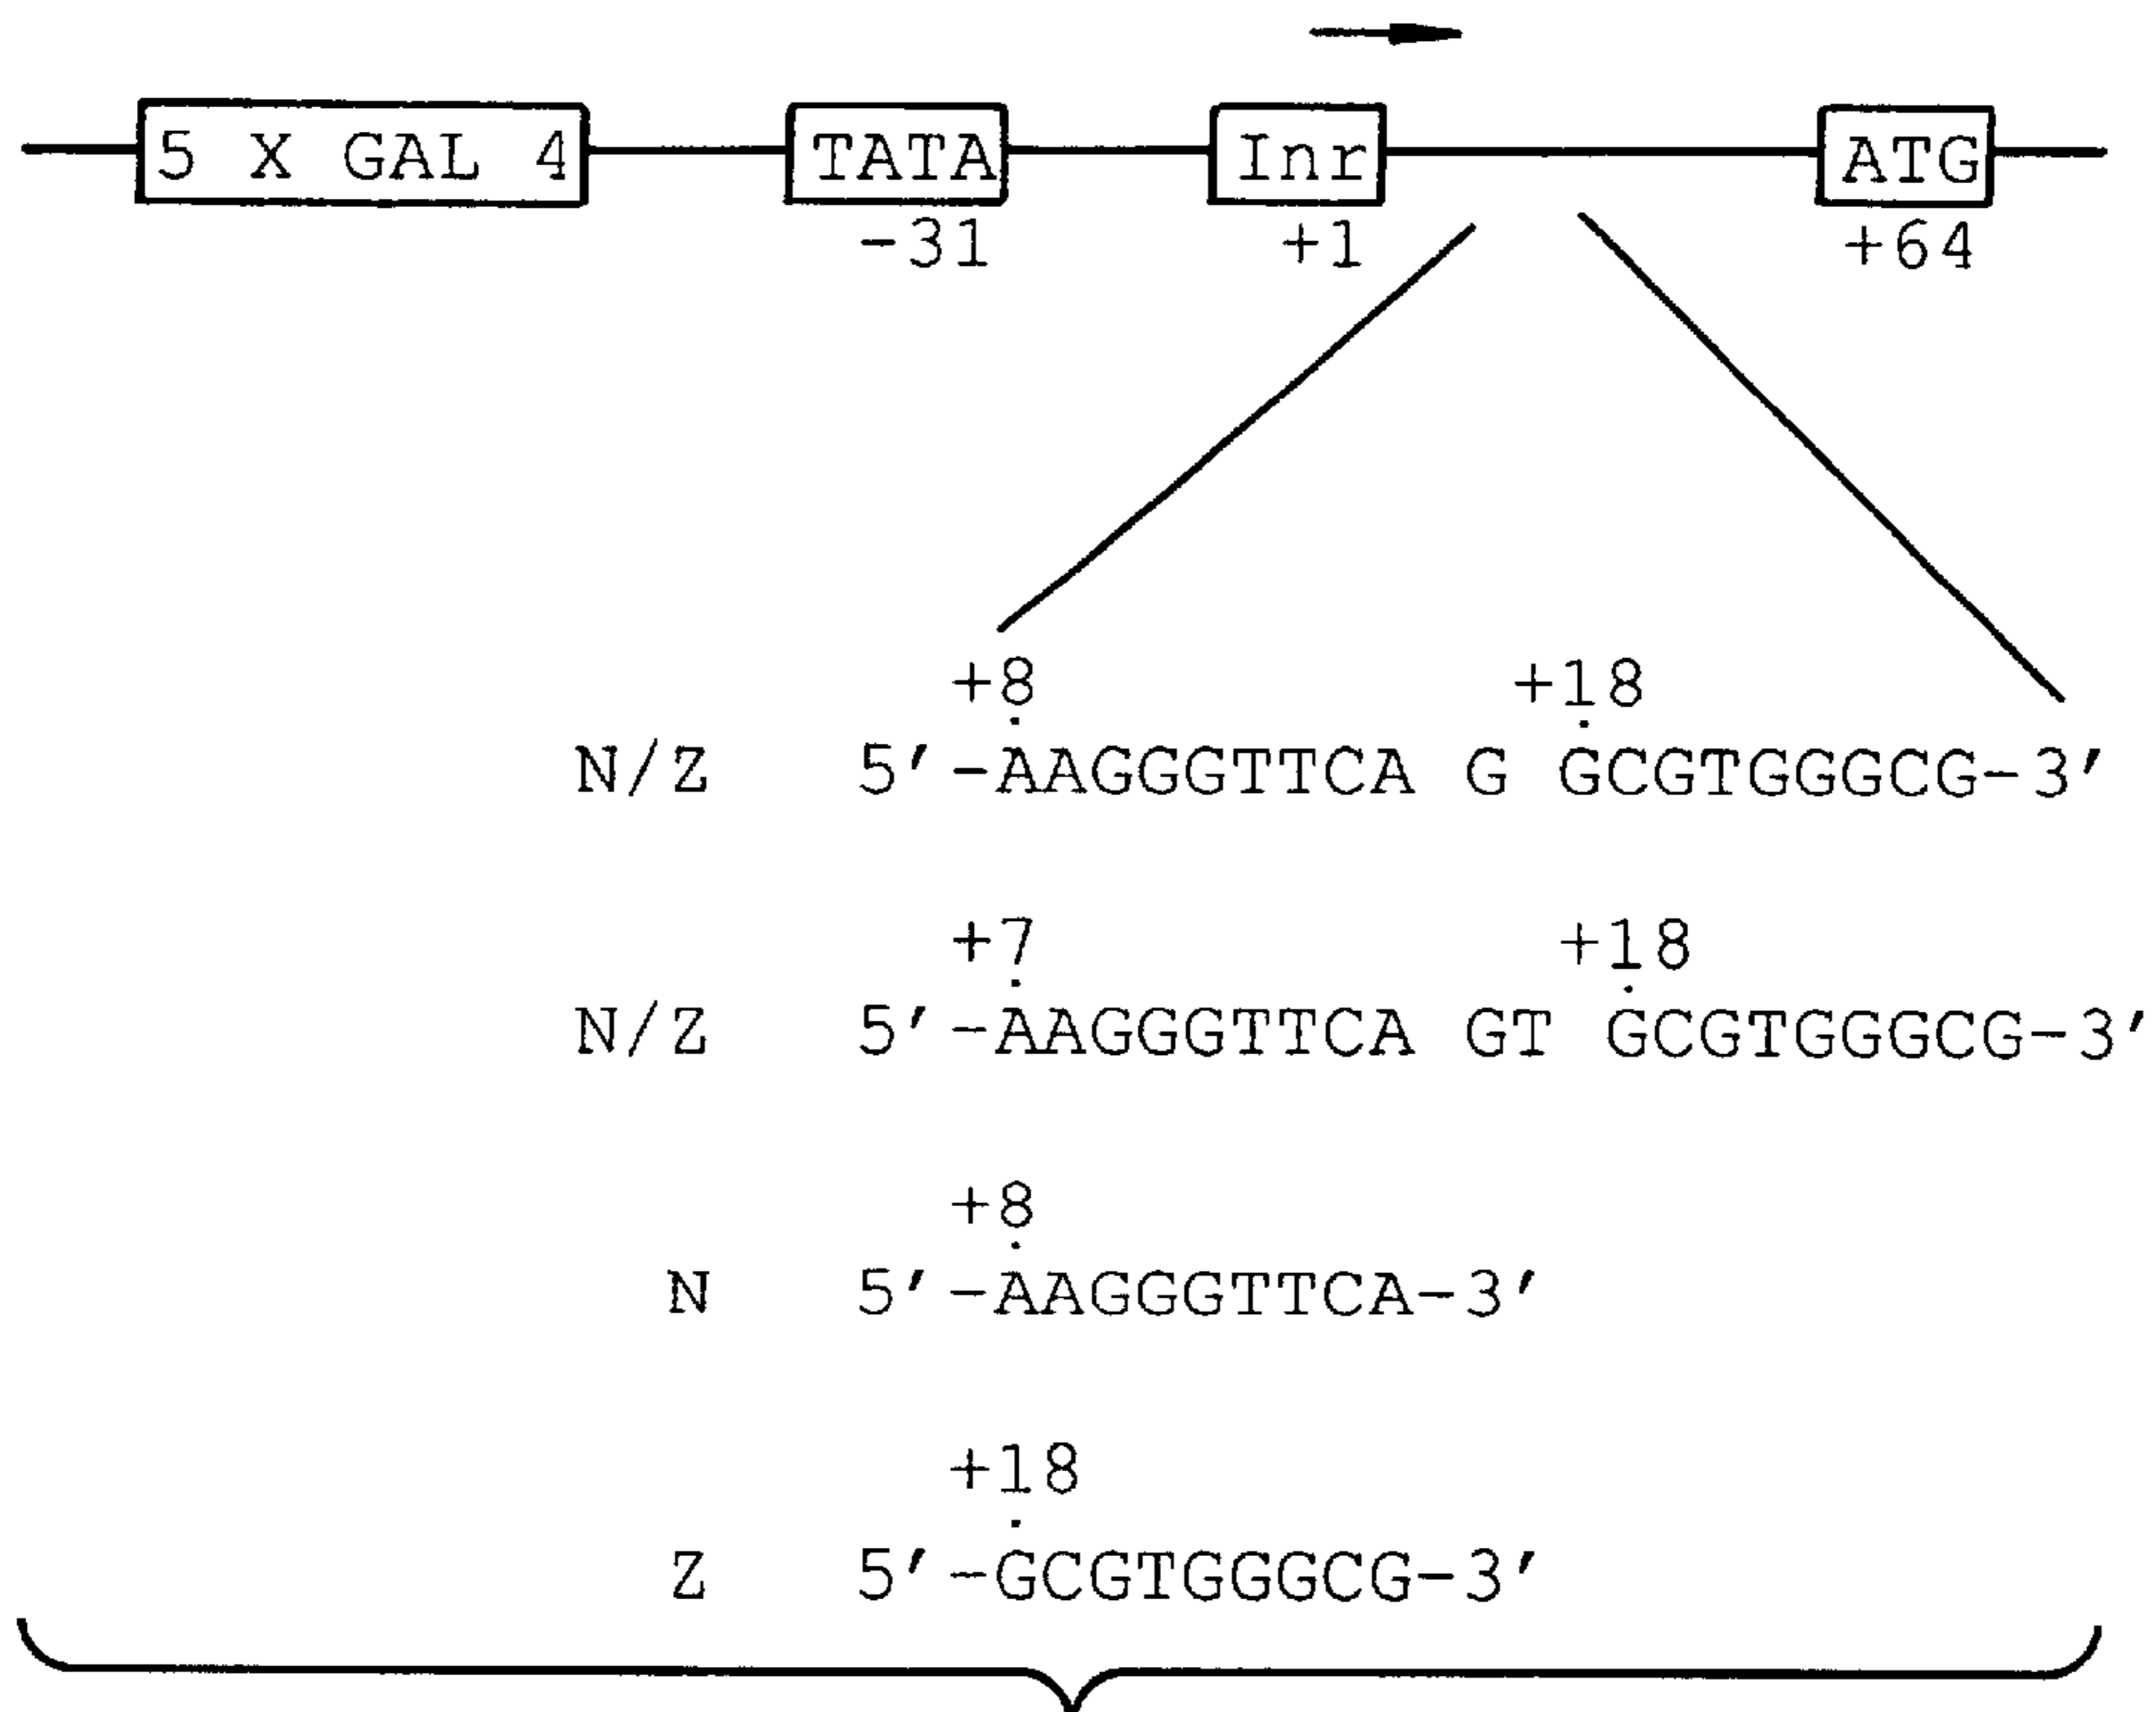 5 X GAL 4 TATA Inr ATG
-31 +1 +64
+8 +18
N/Z 5'-AAGGGTTCA G GCGTGGGCG-3'
+7 +18
N/Z 5'-AAGGGTTCA GT GCGTGGGCG-3'
+8
N 5'-AAGGGTTCA-3'
+18
Z 5'-GCGTGGGCG-3'